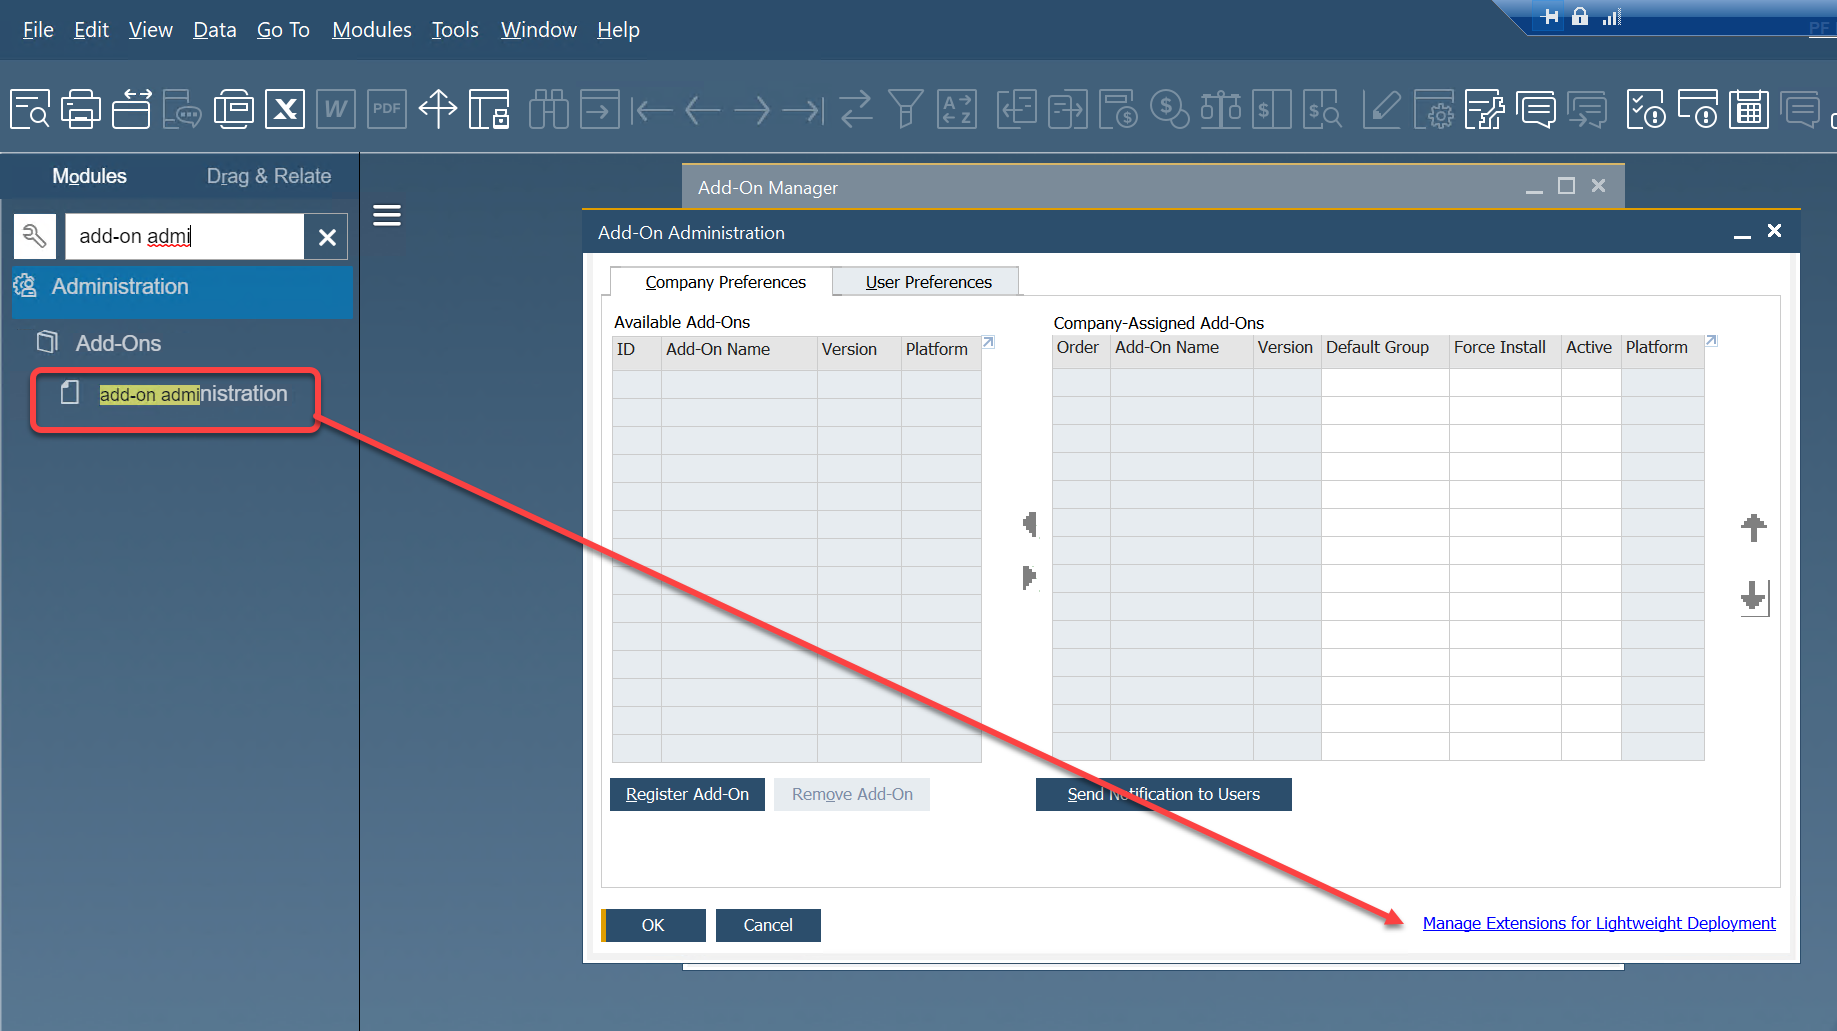 File Edit View Data Go To Modules Tools Window Help
PF
W PDF A Z $ $ $ $
Modules Drag & Relate
add-on admi
Administration
Add-Ons
add-on administration
Add-On Manager
Add-On Administration
Company Preferences User Preferences
Available Add-Ons
ID Add-On Name Version Platform
Company-Assigned Add-Ons
Order Add-On Name Version Default Group Force Install Active Platform
Register Add-On Remove Add-On Send Notification to Users
OK Cancel Manage Extensions for Lightweight Deployment